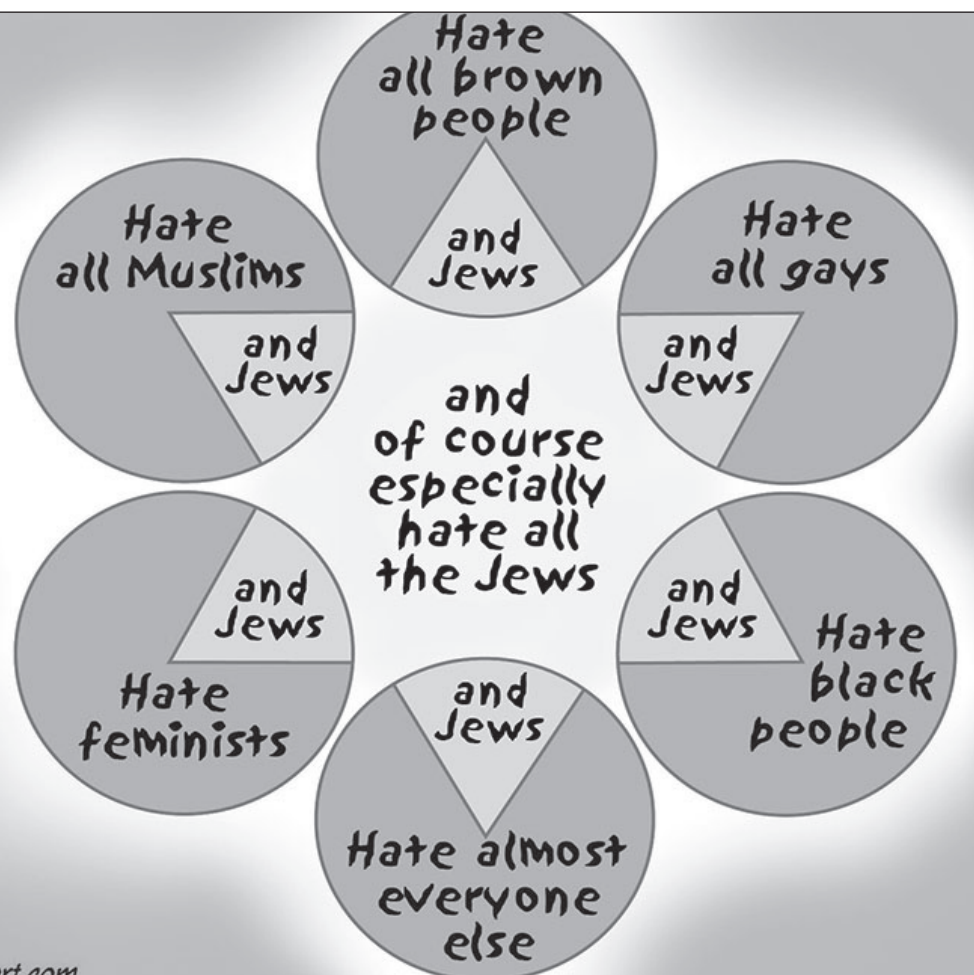 Hate
all brown
people
and
Jews
Hate
all Muslims
and
Jews
Hate
all gays
and
Jews
and
of course
especially
hate all
the Jews
and
Jews
Hate
feminists
and
Jews
Hate
black
people
and
Jews
Hate almost
everyone
else